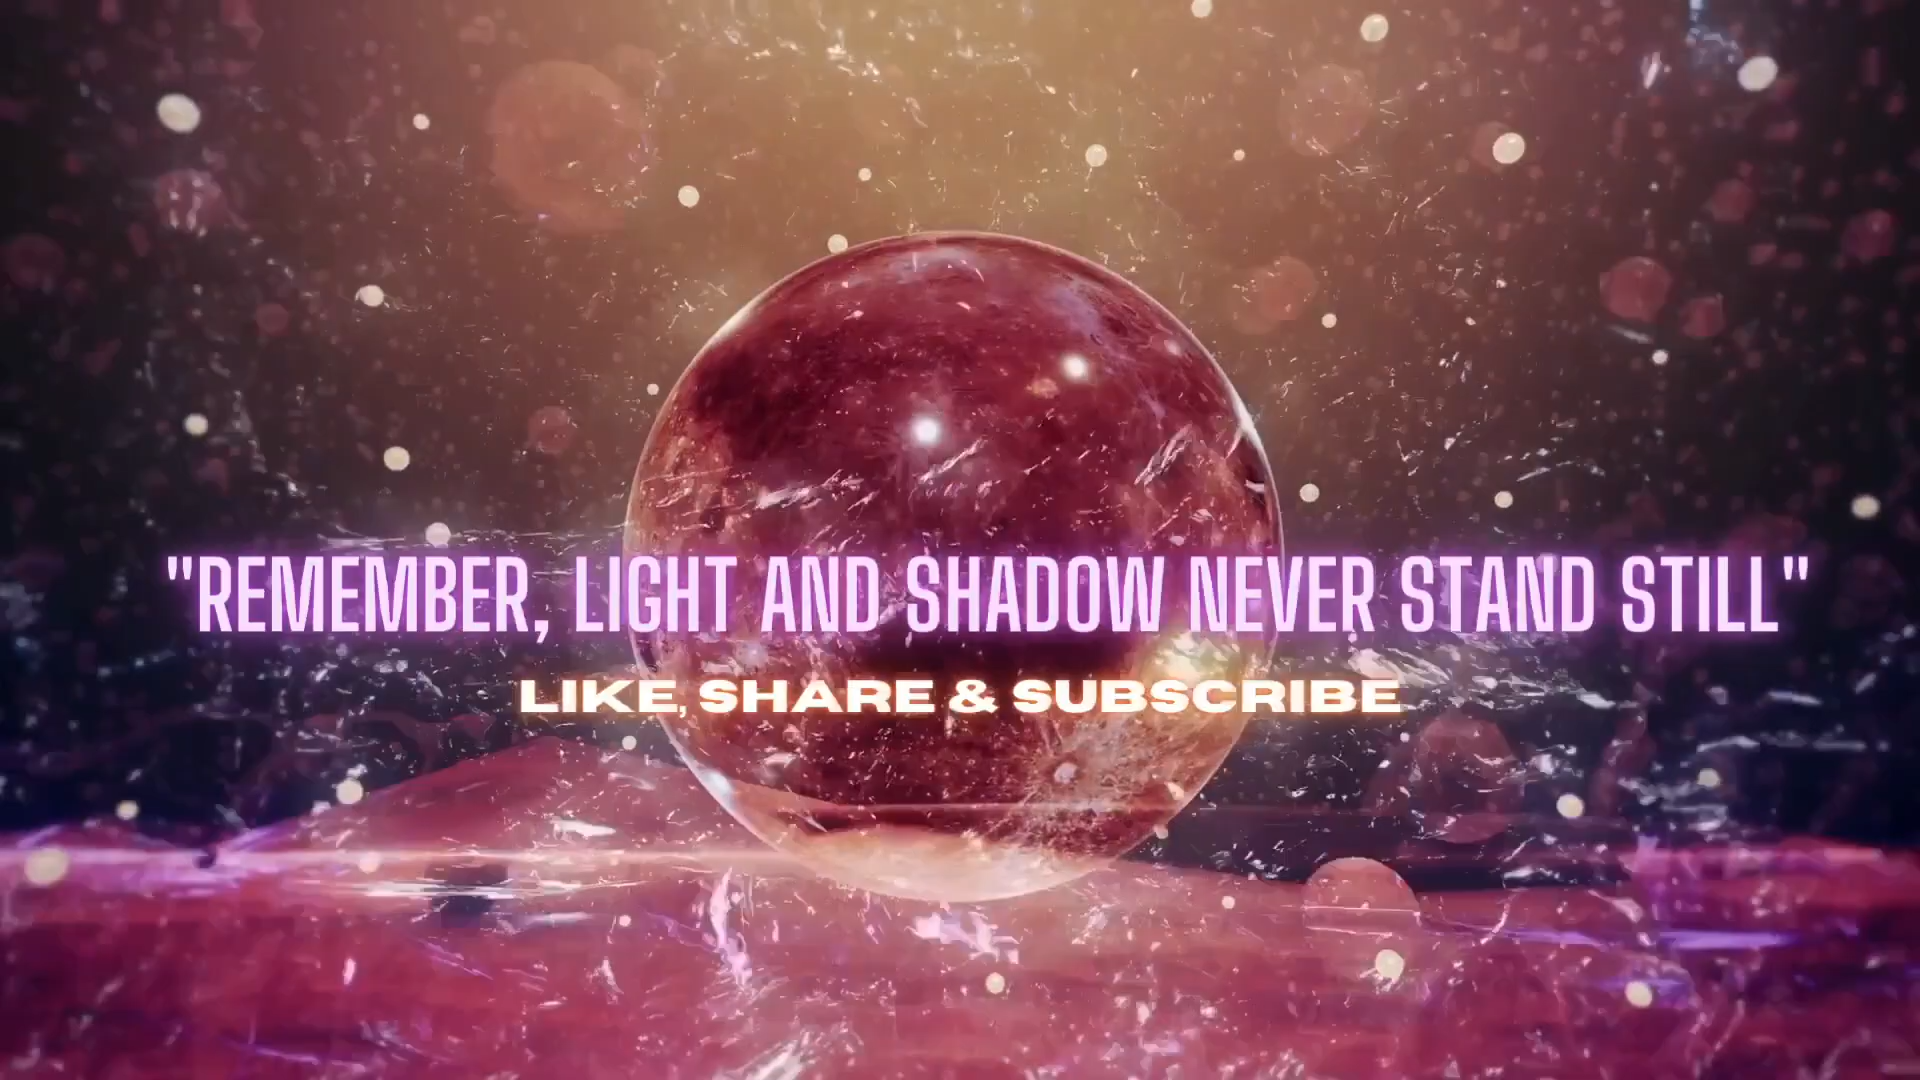 "REMEMBER, LIGHT AND SHADOW NEVER STAND STILL"
LIKE, SHARE & SUBSCRIBE